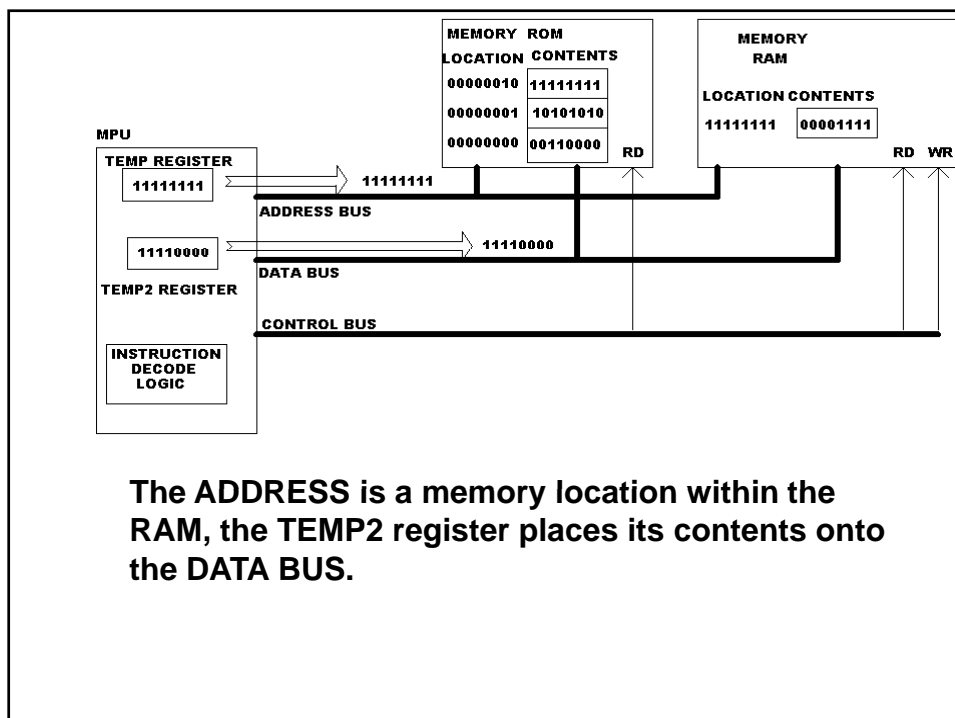 MEMORY ROM
LOCATION CONTENTS
00000010 11111111
00000001 10101010
00000000 00110000
RD
MEMORY
RAM
LOCATION CONTENTS
11111111 00001111
RD WR
MPU
TEMP REGISTER
11111111
11111111
ADDRESS BUS
11110000
11110000
DATA BUS
TEMP2 REGISTER
CONTROL BUS
INSTRUCTION
DECODE
LOGIC
The ADDRESS is a memory location within the
RAM, the TEMP2 register places its contents onto
the DATA BUS.